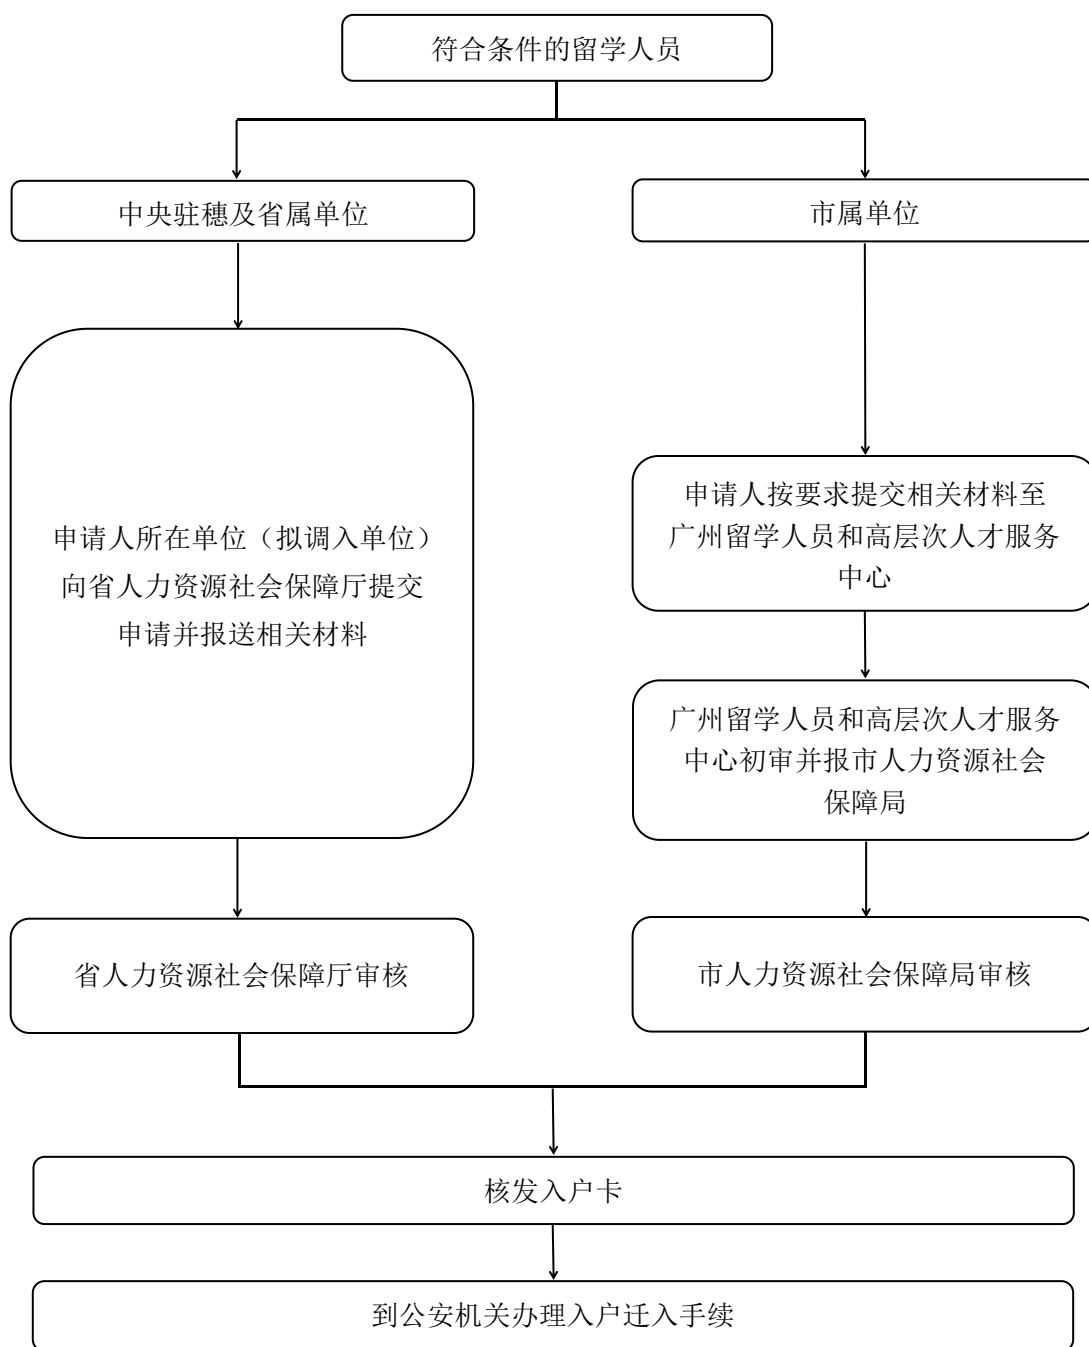 符合条件的留学人员
中央驻穗及省属单位
市属单位
申请人所在单位（拟调入单位）
向省人力资源社会保障厅提交
申请并报送相关材料
申请人按要求提交相关材料至
广州留学人员和高层次人才服务
中心
广州留学人员和高层次人才服务
中心初审并报市人力资源社会
保障局
省人力资源社会保障厅审核
市人力资源社会保障局审核
核发入户卡
到公安机关办理入户迁入手续